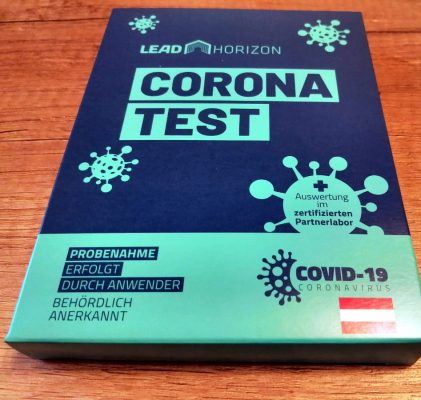 LEAD HORIZON
CORONA
TEST
Auswertung
im
zertifizierten
Partnerlabor
PROBENAHME
ERFOLGT
DURCH ANWENDER
BEHÖRDLICH
ANERKANNT
COVID-19
CORONAVIRUS